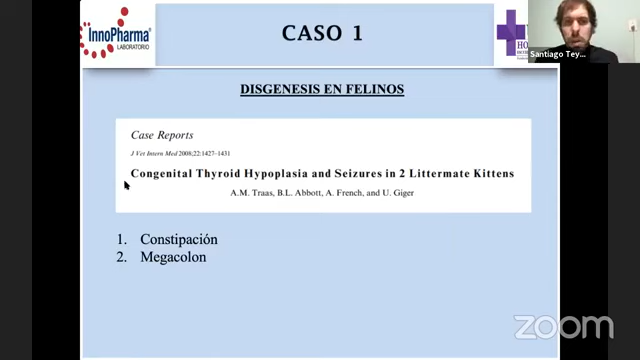 InnoPharma
LABORATORIO
CASO 1
HO
Santiago Tey...
DISGENESIS EN FELINOS
Case Reports
J Vet Intern Med 2008;22:1427–1431
Congenital Thyroid Hypoplasia and Seizures in 2 Littermate Kittens
A.M. Traas, B.L. Abbott, A. French, and U. Giger
1. Constipación
2. Megacolon
zoom